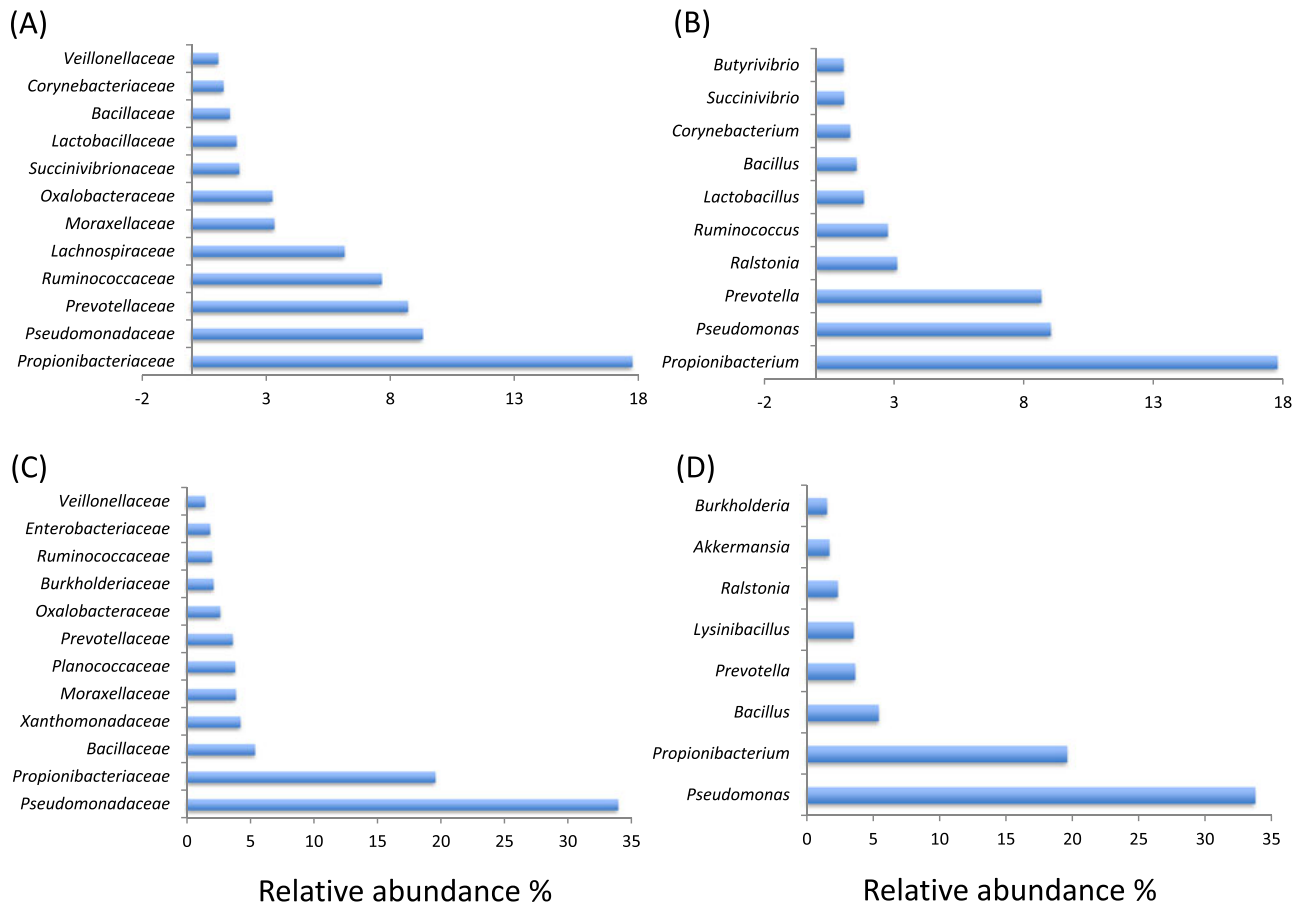 (A)
Veillonellaceae
Corynebacteriaceae
Bacillaceae
Lactobacillaceae
Succinivibrionaceae
Oxalobacteraceae
Moraxellaceae
Lachnospiraceae
Ruminococcaceae
Prevotellaceae
Pseudomonadaceae
Propionibacteriaceae
-2 3 8 13 18
(B)
Butyrivibrio
Succinivibrio
Corynebacterium
Bacillus
Lactobacillus
Ruminococcus
Ralstonia
Prevotella
Pseudomonas
Propionibacterium
-2 3 8 13 18
(C)
Veillonellaceae
Enterobacteriaceae
Ruminococcaceae
Burkholderiaceae
Oxalobacteraceae
Prevotellaceae
Planococcaceae
Moraxellaceae
Xanthomonadaceae
Bacillaceae
Propionibacteriaceae
Pseudomonadaceae
0 5 10 15 20 25 30 35
Relative abundance %
(D)
Burkholderia
Akkermansia
Ralstonia
Lysinibacillus
Prevotella
Bacillus
Propionibacterium
Pseudomonas
0 5 10 15 20 25 30 35
Relative abundance %